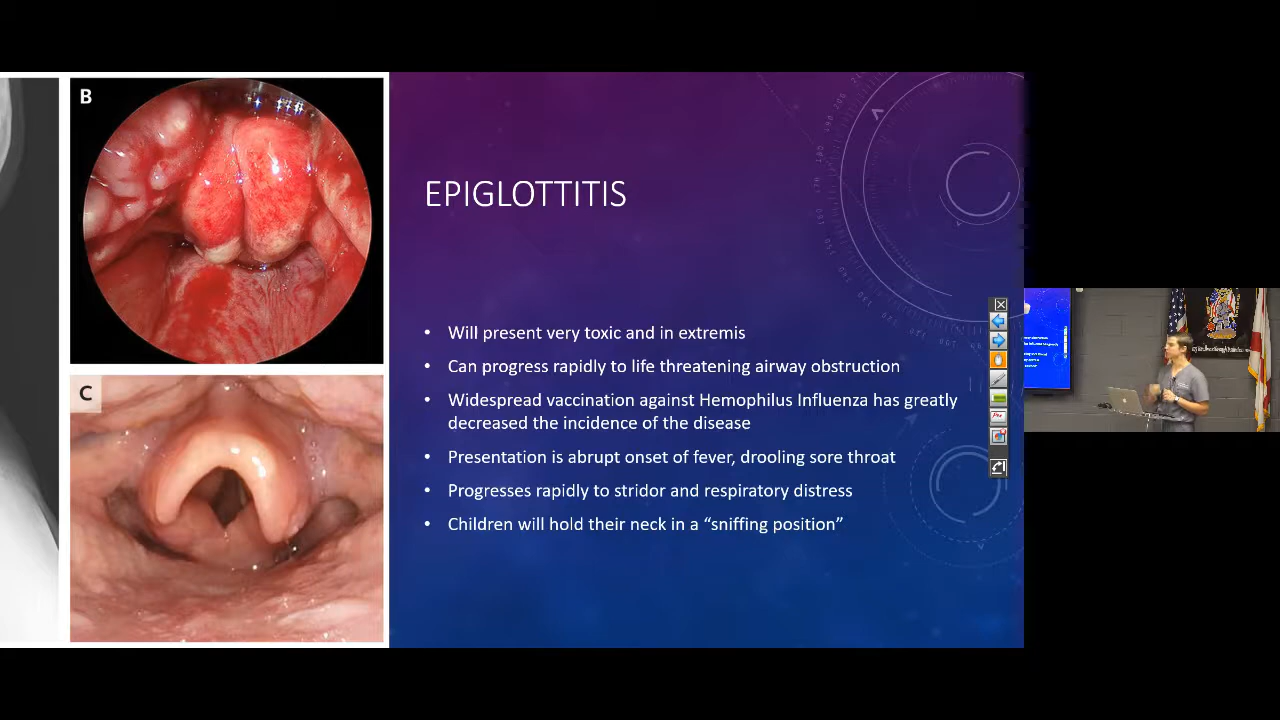 B
C
EPIGLOTTITIS
• Will present very toxic and in extremis
• Can progress rapidly to life threatening airway obstruction
• Widespread vaccination against Hemophilus Influenza has greatly
decreased the incidence of the disease
• Presentation is abrupt onset of fever, drooling sore throat
• Progresses rapidly to stridor and respiratory distress
• Children will hold their neck in a “sniffing position”